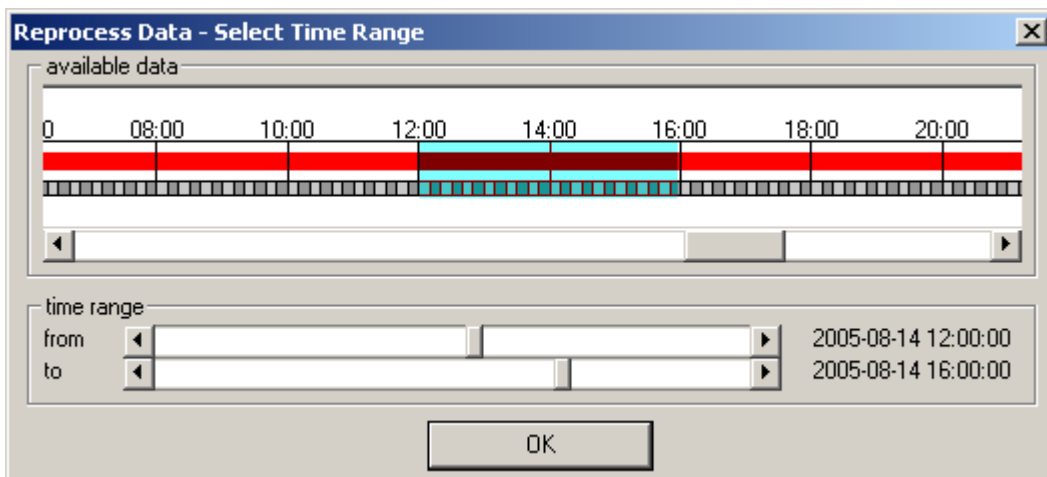 Reprocess Data - Select Time Range
available data
0 08:00 10:00 12:00 14:00 16:00 18:00 20:00
time range
from 2005-08-14 12:00:00
to 2005-08-14 16:00:00
OK